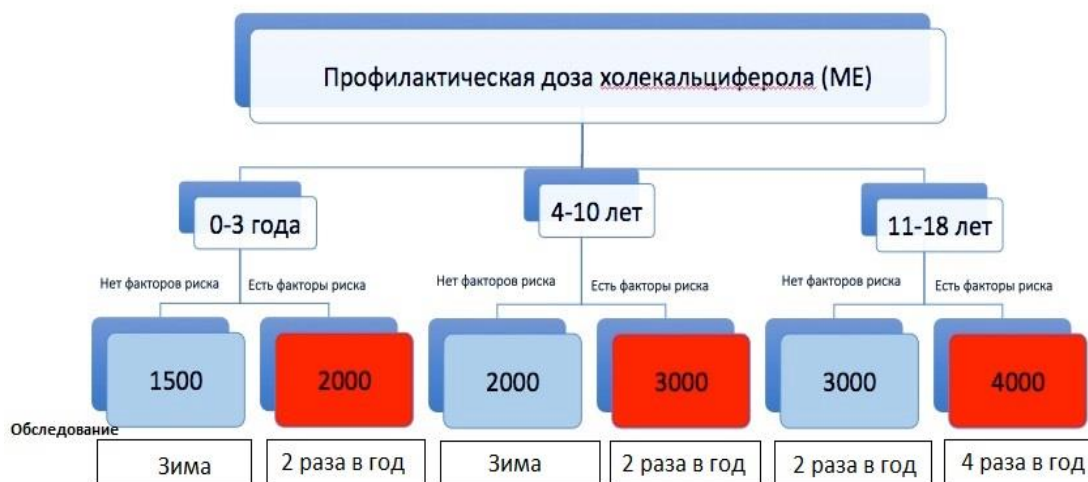 Профилактическая доза холекальциферола (МЕ)
0-3 года
4-10 лет
11-18 лет
Нет факторов риска
Есть факторы риска
Нет факторов риска
Есть факторы риска
Нет факторов риска
Есть факторы риска
1500
2000
2000
3000
3000
4000
Обследование
Зима
2 раза в год
Зима
2 раза в год
2 раза в год
4 раза в год